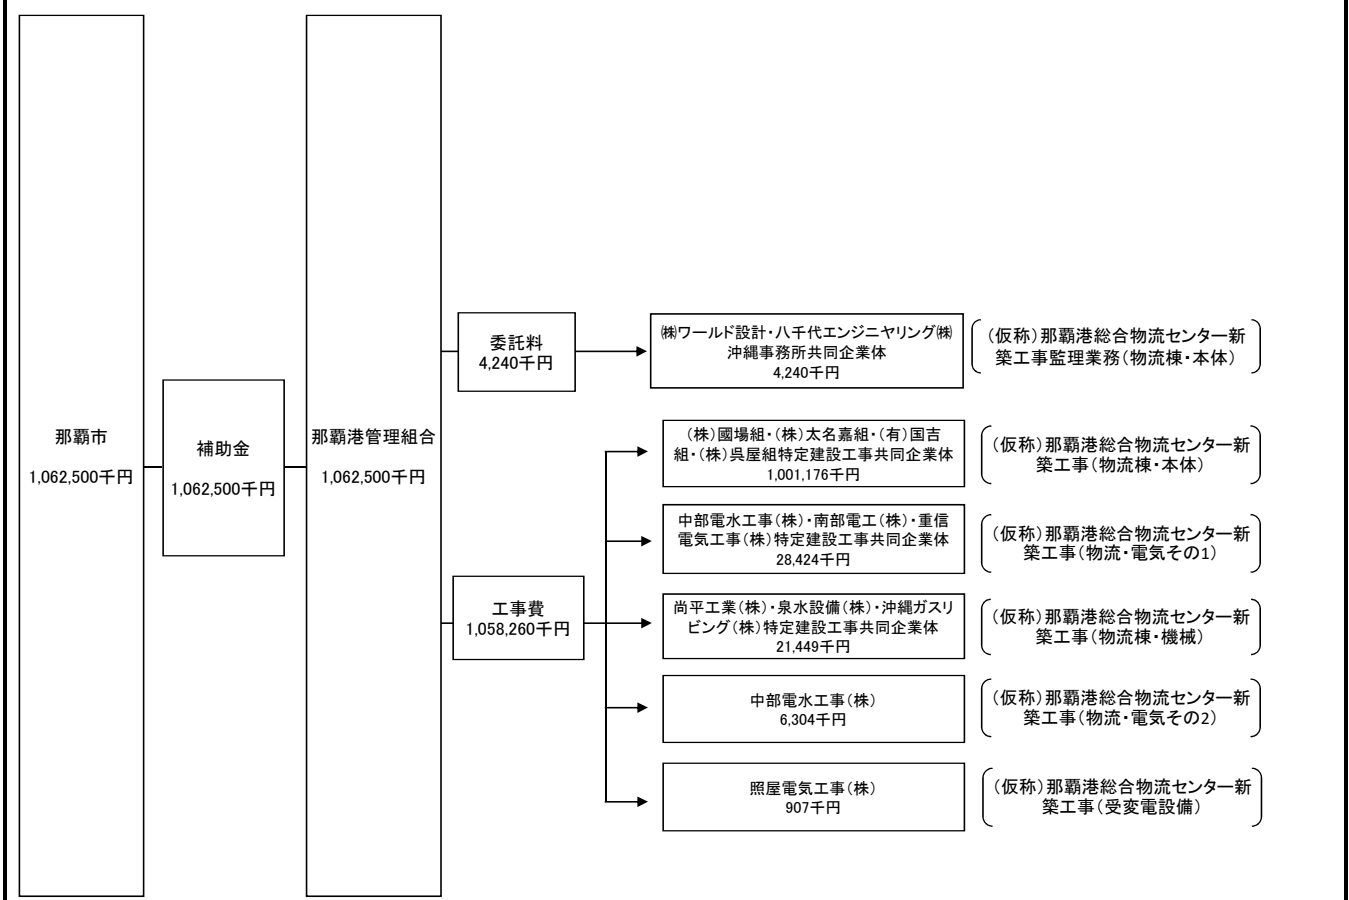 那覇市
1,062,500千円
補助金
1,062,500千円
那覇港管理組合
1,062,500千円
委託料
4,240千円
㈱ワールド設計・八千代エンジニヤリング㈱
沖縄事務所共同企業体
4,240千円
（仮称）那覇港総合物流センター新
築工事監理業務（物流棟・本体）
工事費
1,058,260千円
（株）國場組・（株）太名嘉組・（有）国吉
組・（株）呉屋組特定建設工事共同企業体
1,001,176千円
（仮称）那覇港総合物流センター新
築工事（物流棟・本体）
中部電水工事（株）・南部電工（株）・重信
電気工事（株）特定建設工事共同企業体
28,424千円
（仮称）那覇港総合物流センター新
築工事（物流・電気その1）
尚平工業（株）・泉水設備（株）・沖縄ガスリ
ビング（株）特定建設工事共同企業体
21,449千円
（仮称）那覇港総合物流センター新
築工事（物流棟・機械）
中部電水工事（株）
6,304千円
（仮称）那覇港総合物流センター新
築工事（物流・電気その2）
照屋電気工事（株）
907千円
（仮称）那覇港総合物流センター新
築工事（受変電設備）